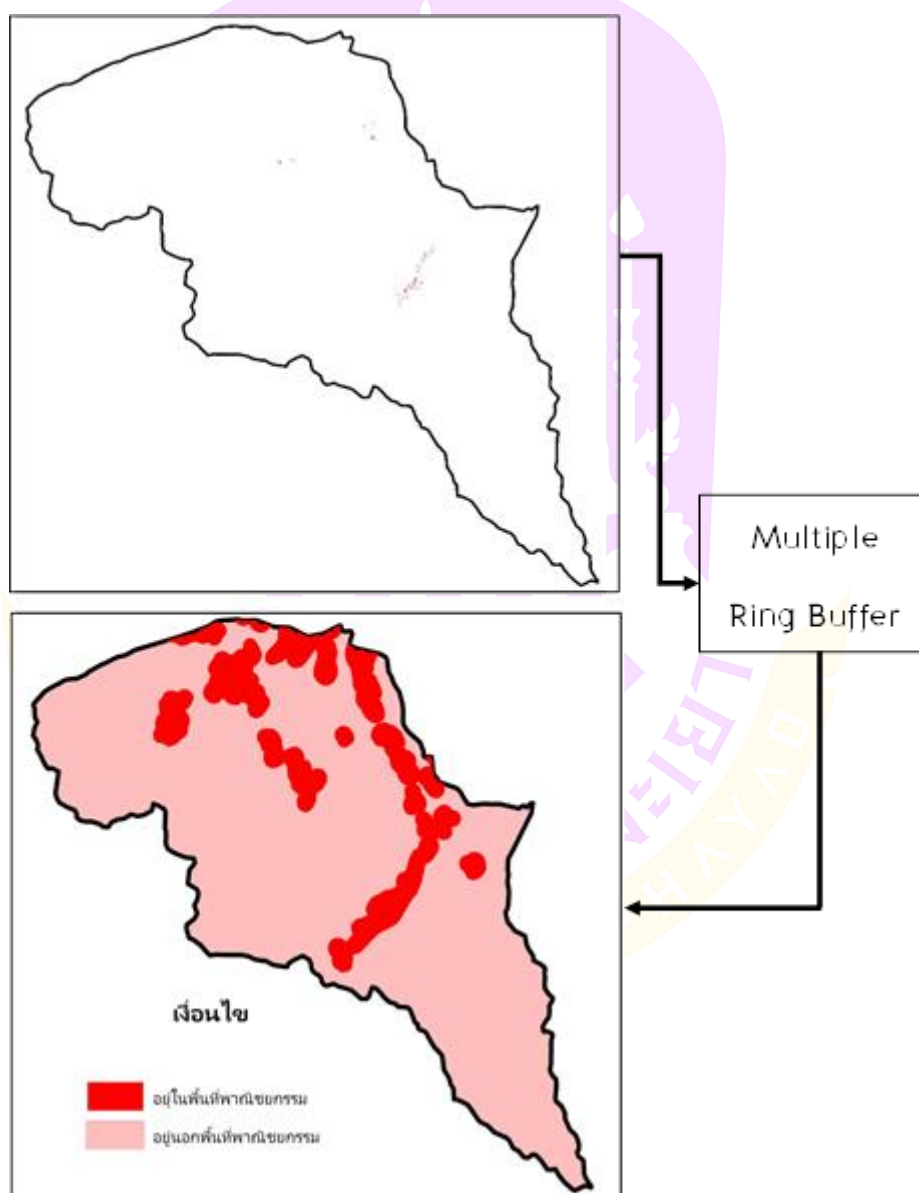 Multiple
Ring Buffer
เงื่อนไข
อยู่ในพื้นที่พาณิชยกรรม
อยู่นอกพื้นที่พาณิชยกรรม